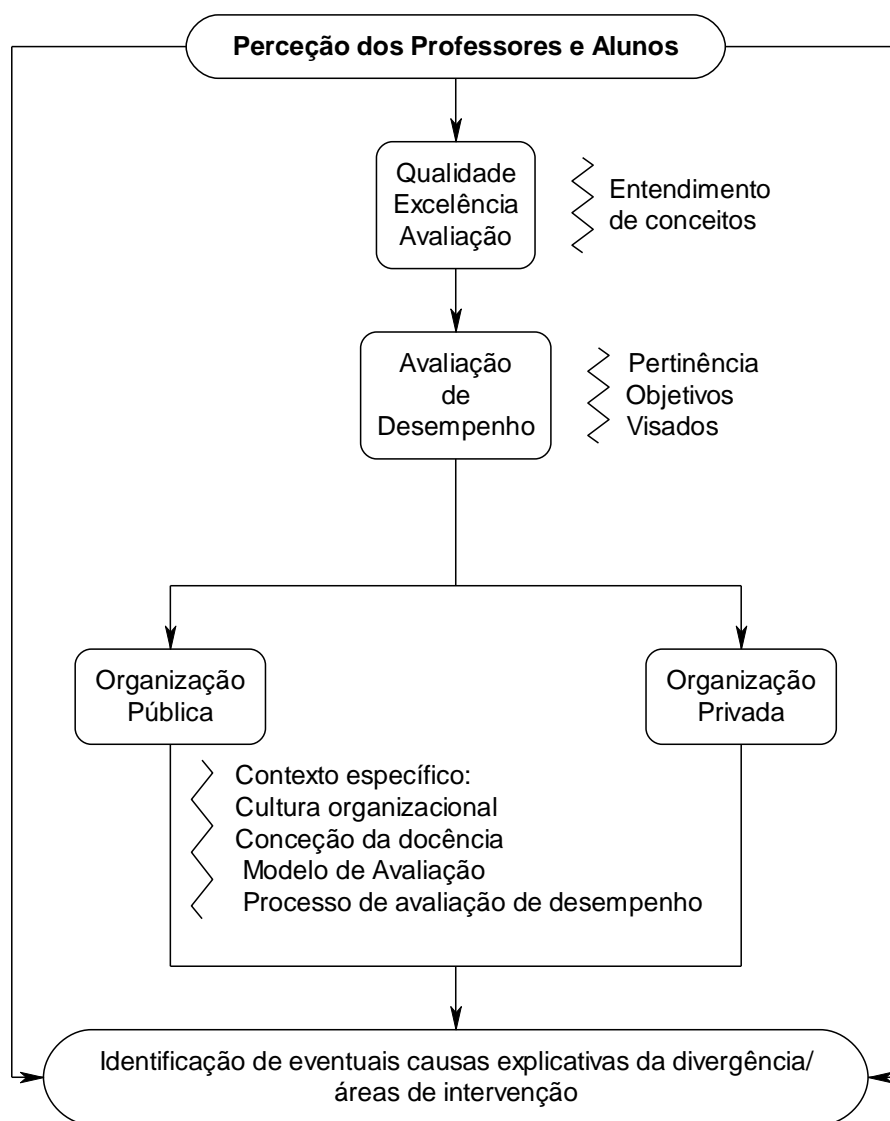 Perceção dos Professores e Alunos
Qualidade
Excelência
Avaliação
Entendimento
de conceitos
Avaliação
de
Desempenho
Pertinência
Objetivos
Visados
Organização
Pública
Organização
Privada
Contexto específico:
Cultura organizacional
Conceção da docência
Modelo de Avaliação
Processo de avaliação de desempenho
Identificação de eventuais causas explicativas da divergência/
áreas de intervenção